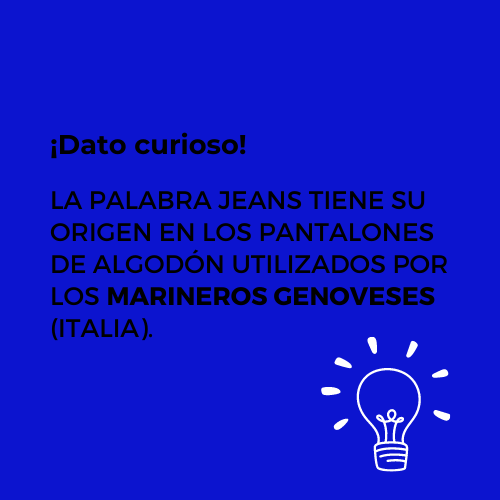 ¡Dato curioso!
LA PALABRA JEANS TIENE SU
ORIGEN EN LOS PANTALONES
DE ALGODÓN UTILIZADOS POR
LOS MARINEROS GENOVESES
(ITALIA).